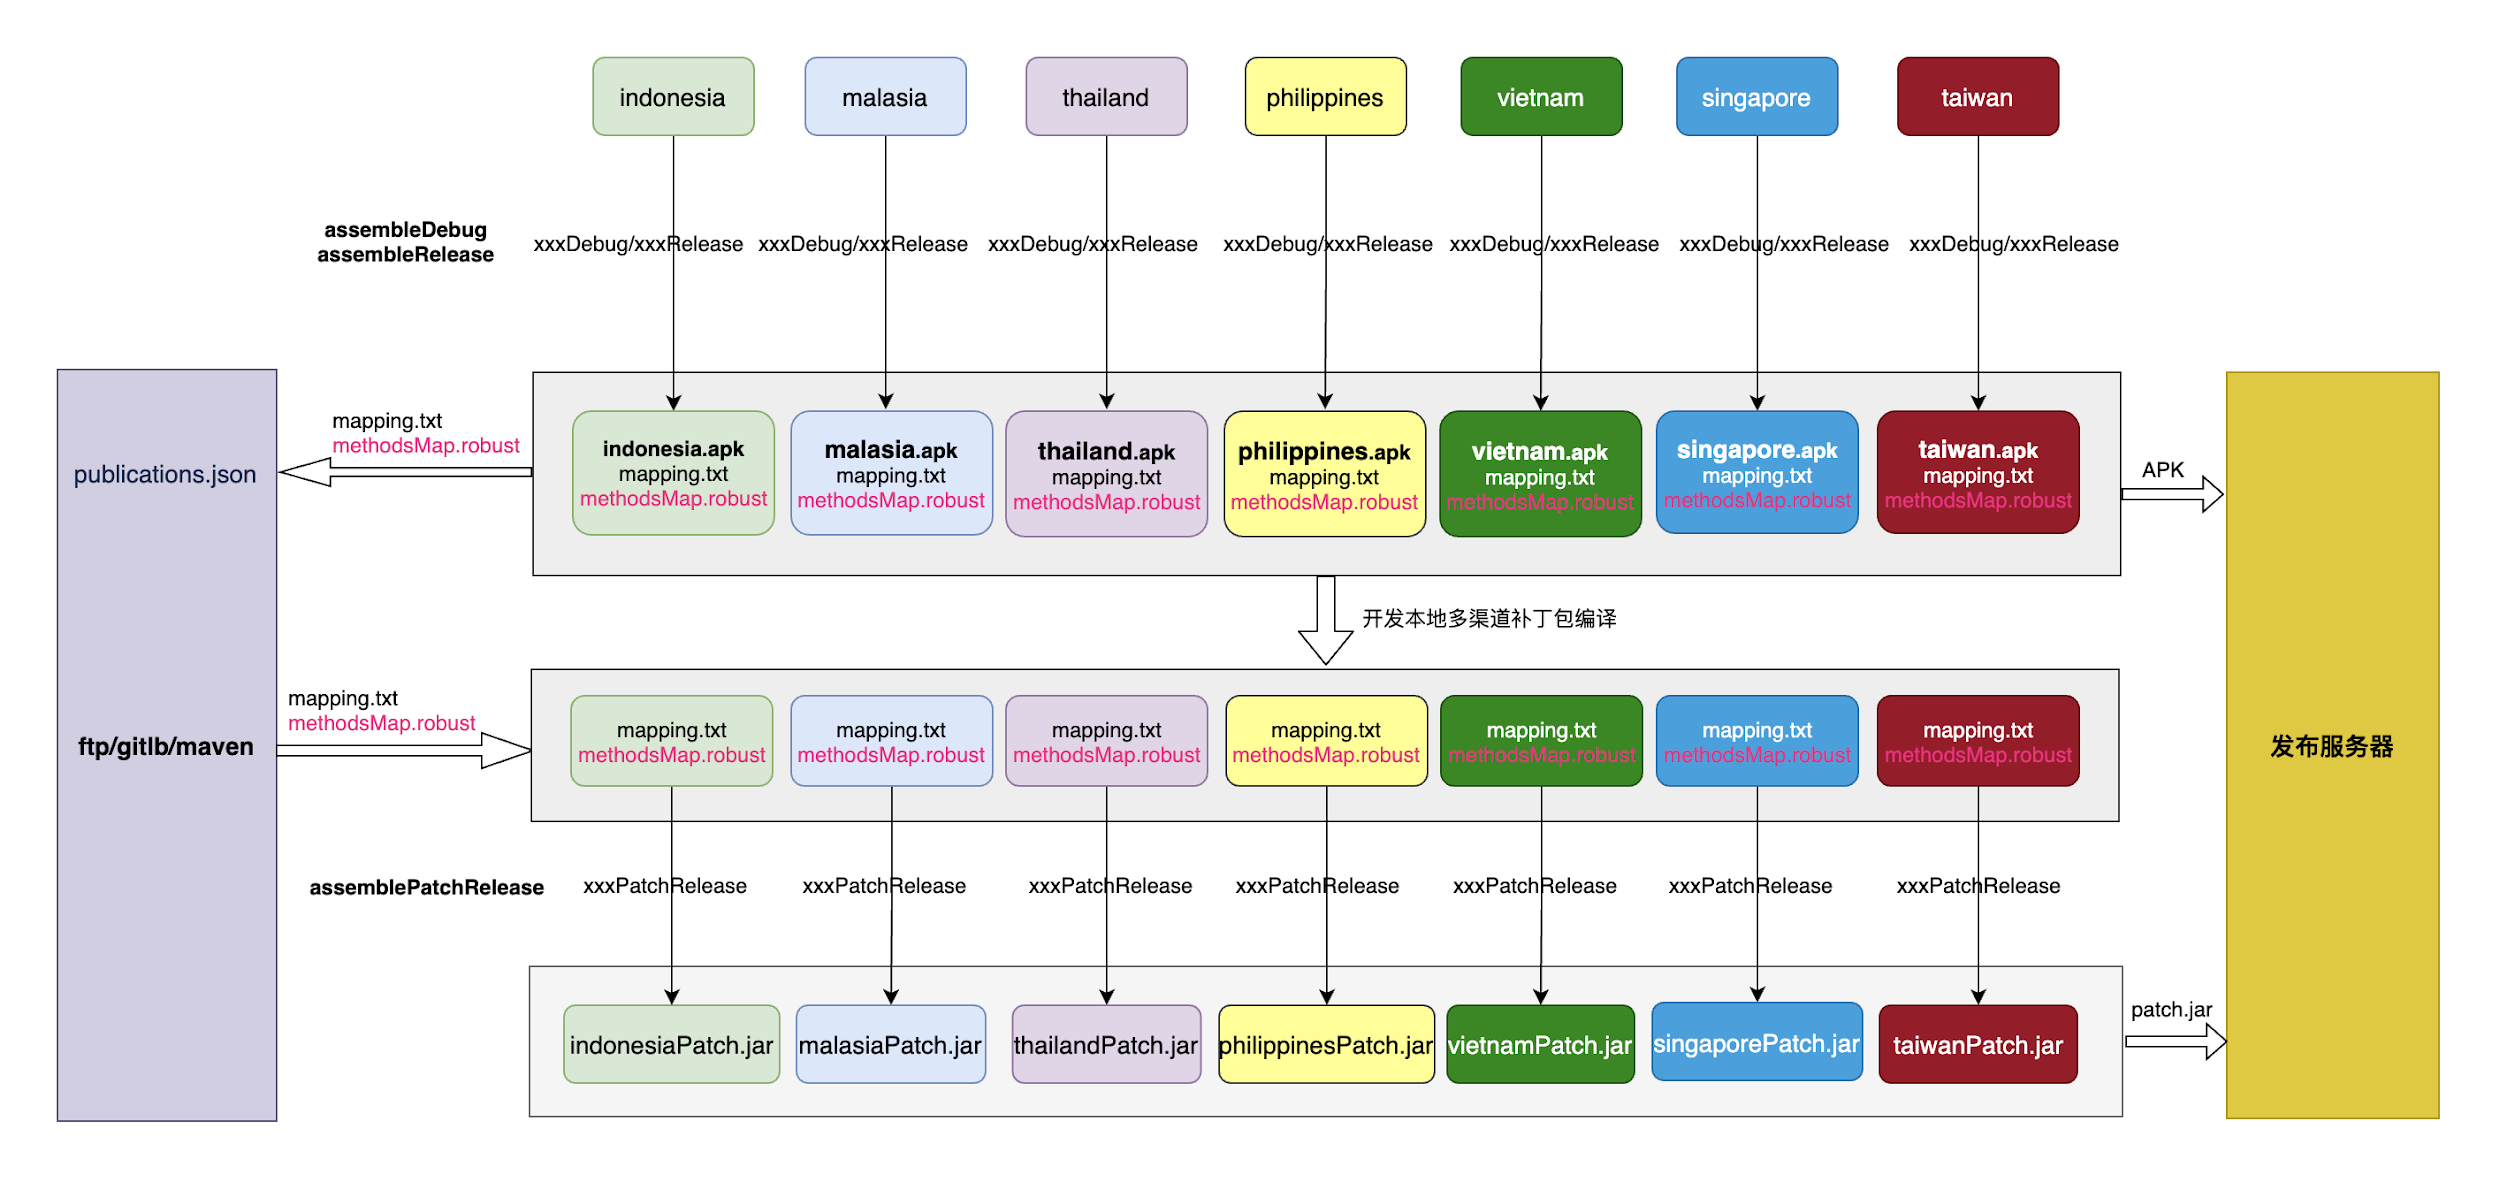 indonesia
malasia
thailand
philippines
vietnam
singapore
taiwan
assembleDebug
assembleRelease
xxxDebug/xxxRelease
xxxDebug/xxxRelease
xxxDebug/xxxRelease
xxxDebug/xxxRelease
xxxDebug/xxxRelease
xxxDebug/xxxRelease
xxxDebug/xxxRelease
publications.json
mapping.txt
methodsMap.robust
indonesia.apk
mapping.txt
methodsMap.robust
malasia.apk
mapping.txt
methodsMap.robust
thailand.apk
mapping.txt
methodsMap.robust
philippines.apk
mapping.txt
methodsMap.robust
vietnam.apk
mapping.txt
methodsMap.robust
singapore.apk
mapping.txt
methodsMap.robust
taiwan.apk
mapping.txt
methodsMap.robust
APK
开发本地多渠道补丁包编译
ftp/gitlb/maven
mapping.txt
methodsMap.robust
mapping.txt
methodsMap.robust
mapping.txt
methodsMap.robust
mapping.txt
methodsMap.robust
mapping.txt
methodsMap.robust
mapping.txt
methodsMap.robust
mapping.txt
methodsMap.robust
mapping.txt
methodsMap.robust
发布服务器
assemblePatchRelease
xxxPatchRelease
xxxPatchRelease
xxxPatchRelease
xxxPatchRelease
xxxPatchRelease
xxxPatchRelease
xxxPatchRelease
indonesiaPatch.jar
malasiaPatch.jar
thailandPatch.jar
philippinesPatch.jar
vietnamPatch.jar
singaporePatch.jar
taiwanPatch.jar
patch.jar